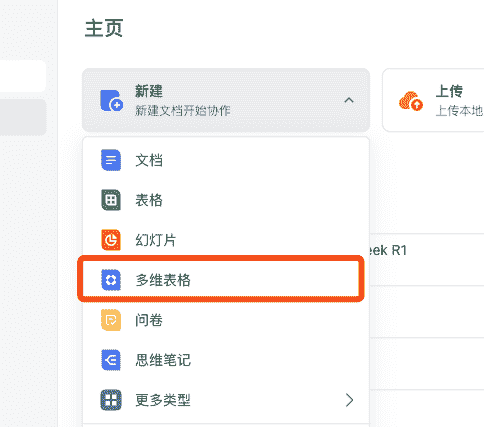 主页
新建
新建文档开始协作
上传
上传本地
文档
表格
幻灯片
eek R1
多维表格
问卷
思维笔记
更多类型